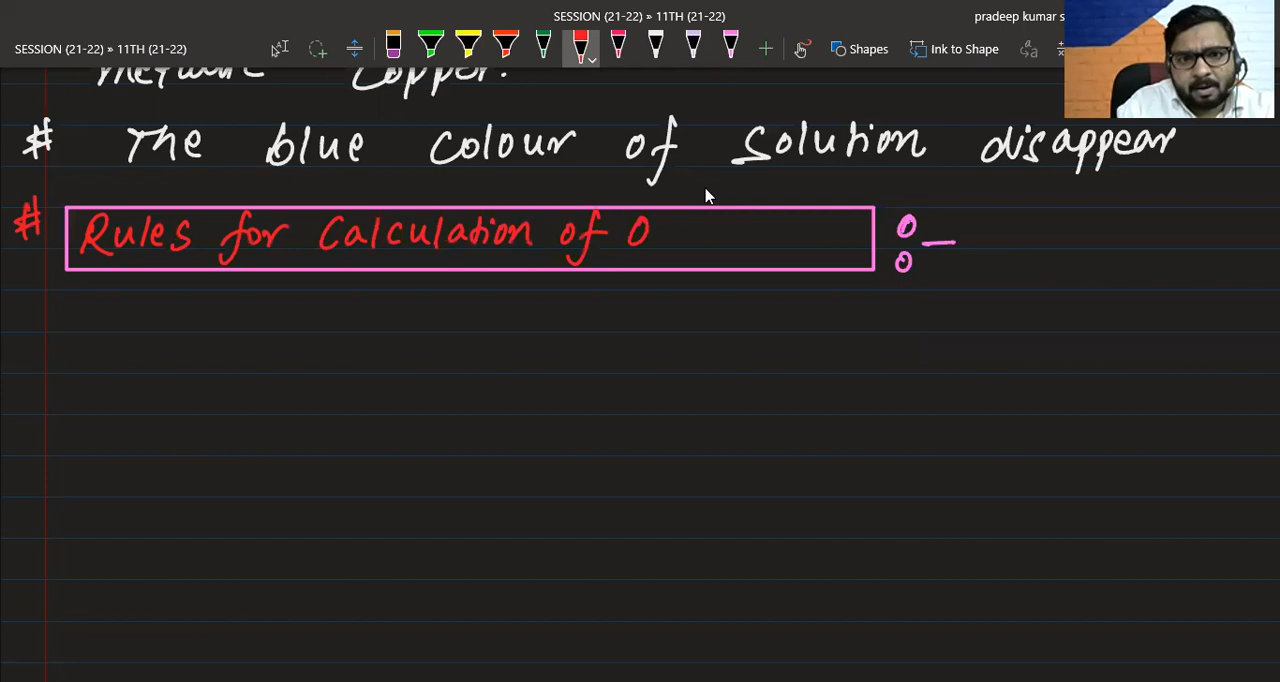 SESSION (21-22) » 11TH (21-22)
pradeep kumar s
SESSION (21-22) » 11TH (21-22)
Shapes
Ink to Shape
Copper.
# The blue colour of solution disappear
# Rules for Calculation of O